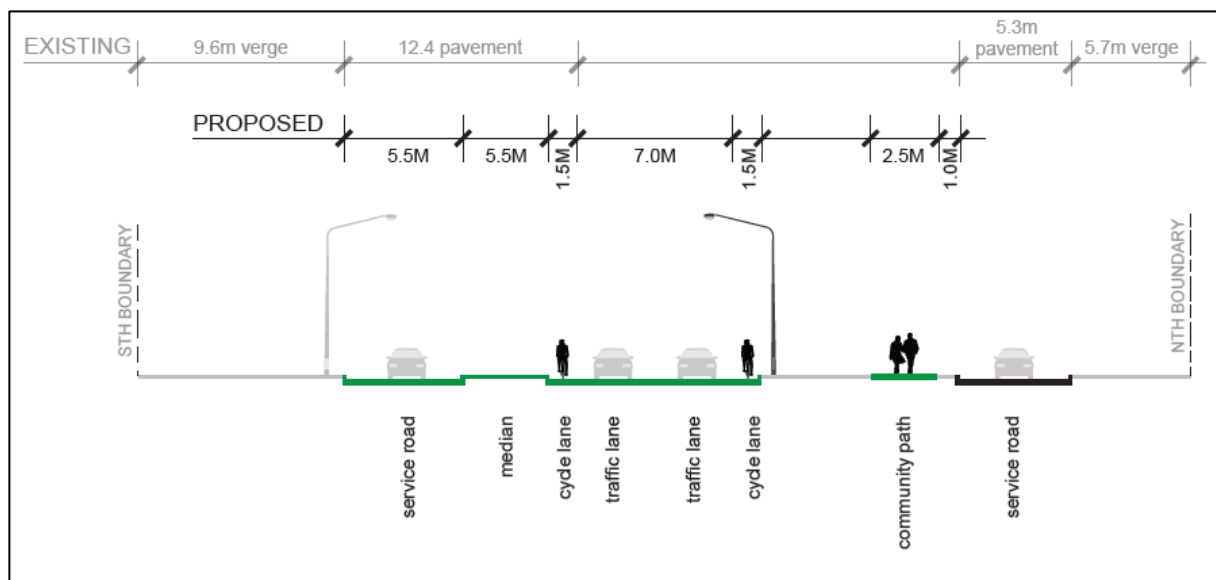 EXISTING
9.6m verge
12.4 pavement
5.3m
pavement
5.7m verge
PROPOSED
5.5M
5.5M
1.5M
7.0M
1.5M
2.5M
1.0M
STH BOUNDARY
NTH BOUNDARY
service road
median
cycle lane
traffic lane
traffic lane
cycle lane
community path
service road